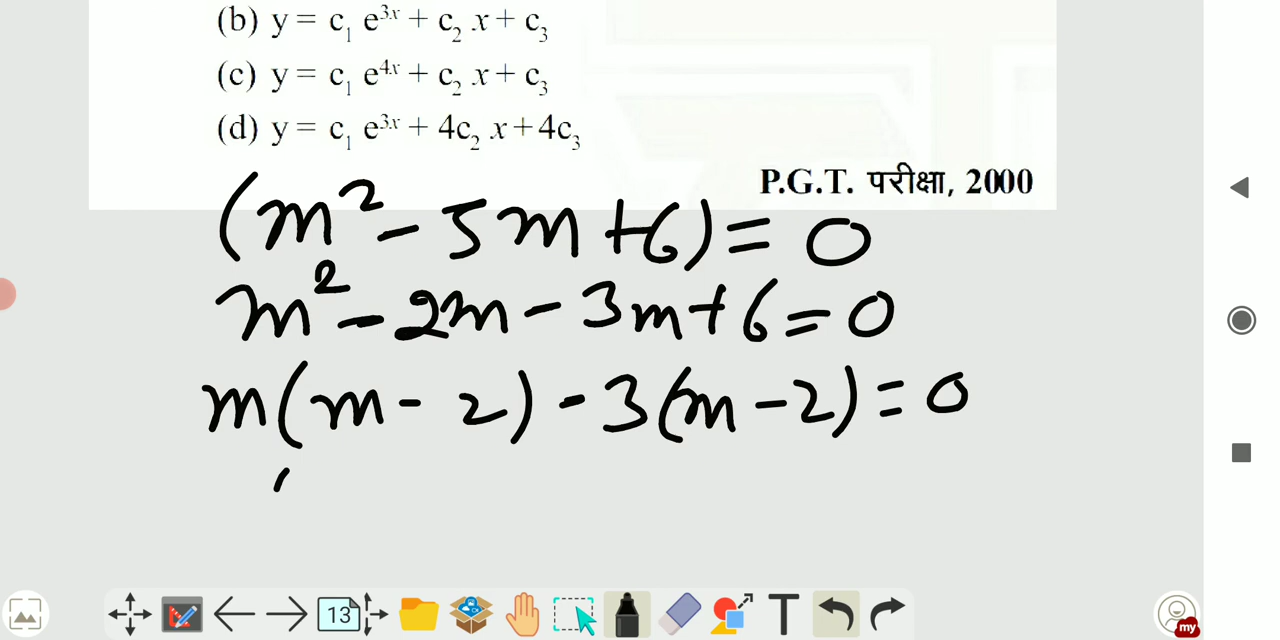 (b) y = c₁ e³ˣ + c₂ x + c₃
(c) y = c₁ e⁴ˣ + c₂ x + c₃
(d) y = c₁ e³ˣ + 4c₂ x + 4c₃
P.G.T. परीक्षा, 2000
(m² - 5m + 6) = 0
m² - 2m - 3m + 6 = 0
m(m - 2) - 3(m - 2) = 0
13
T
my